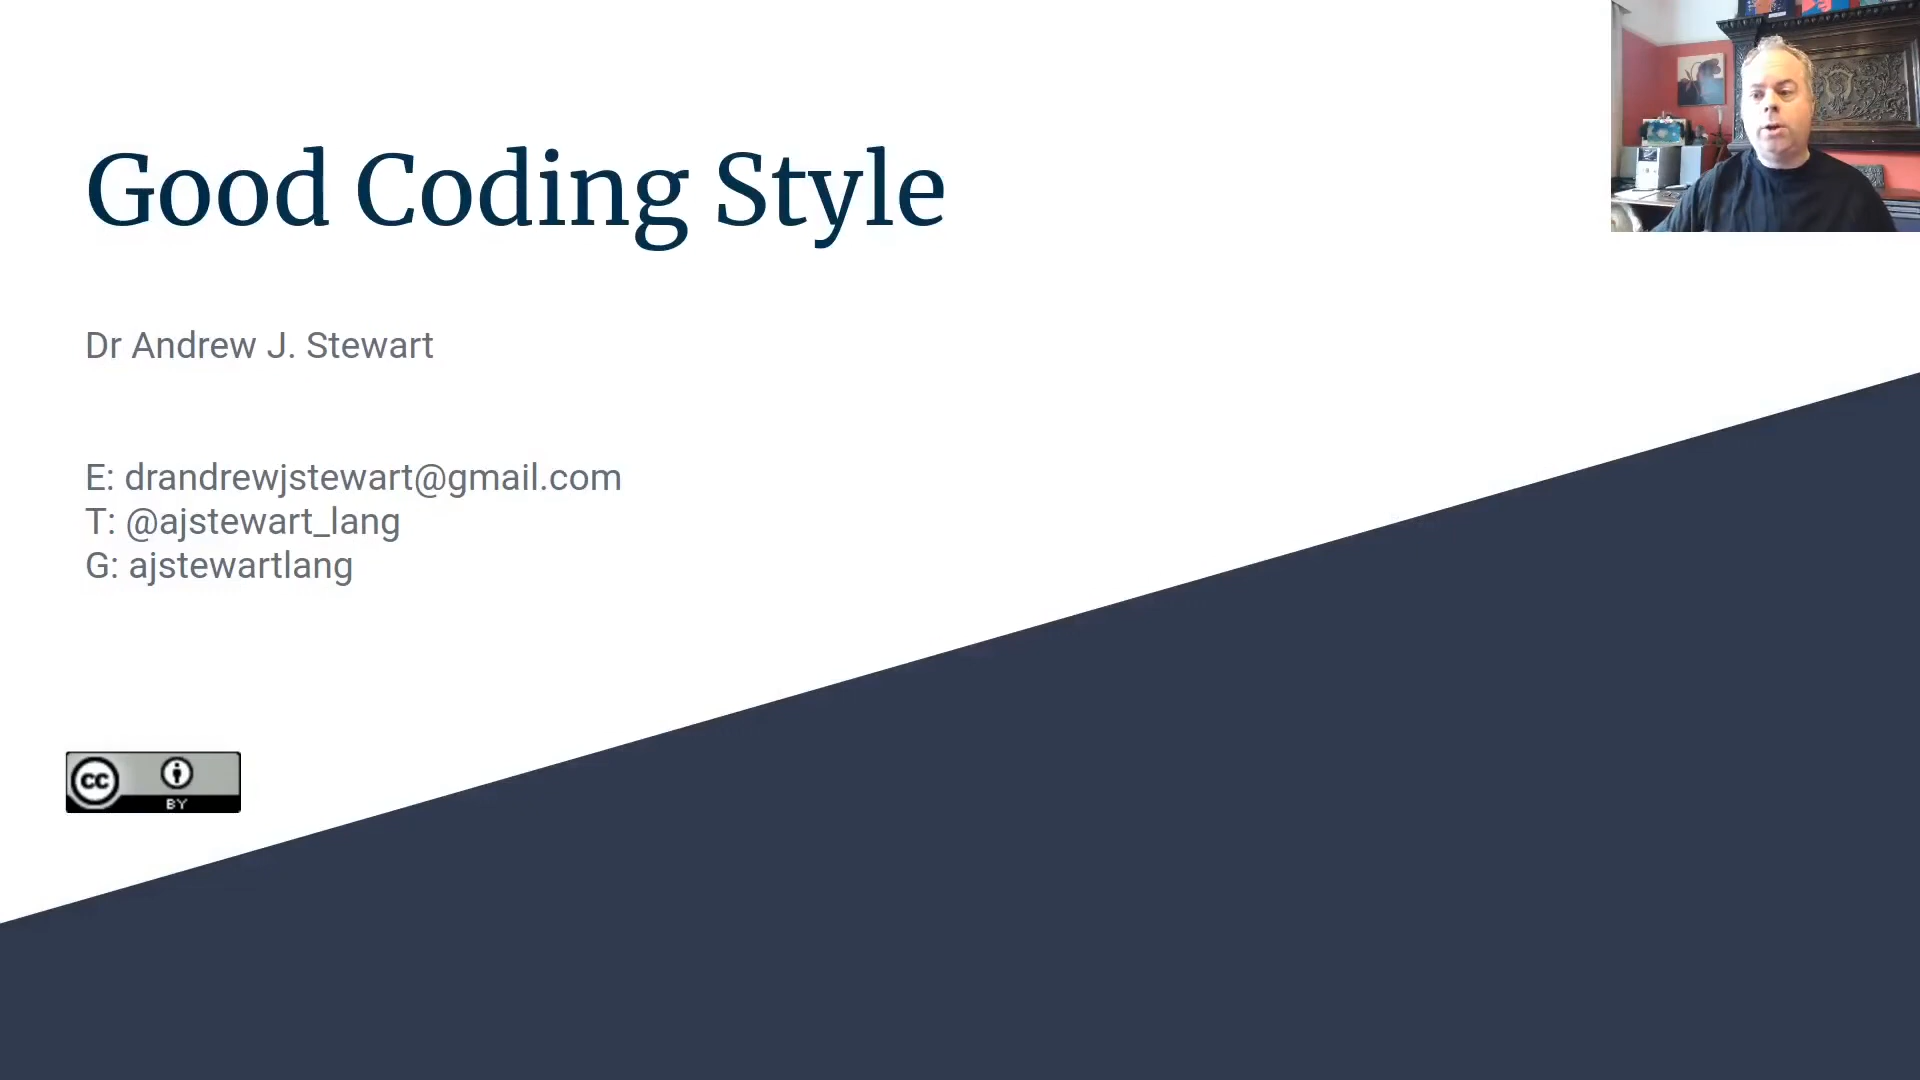 Good Coding Style
Dr Andrew J. Stewart
E: drandrewjstewart@gmail.com
T: @ajstewart_lang
G: ajstewartlang
cc
BY